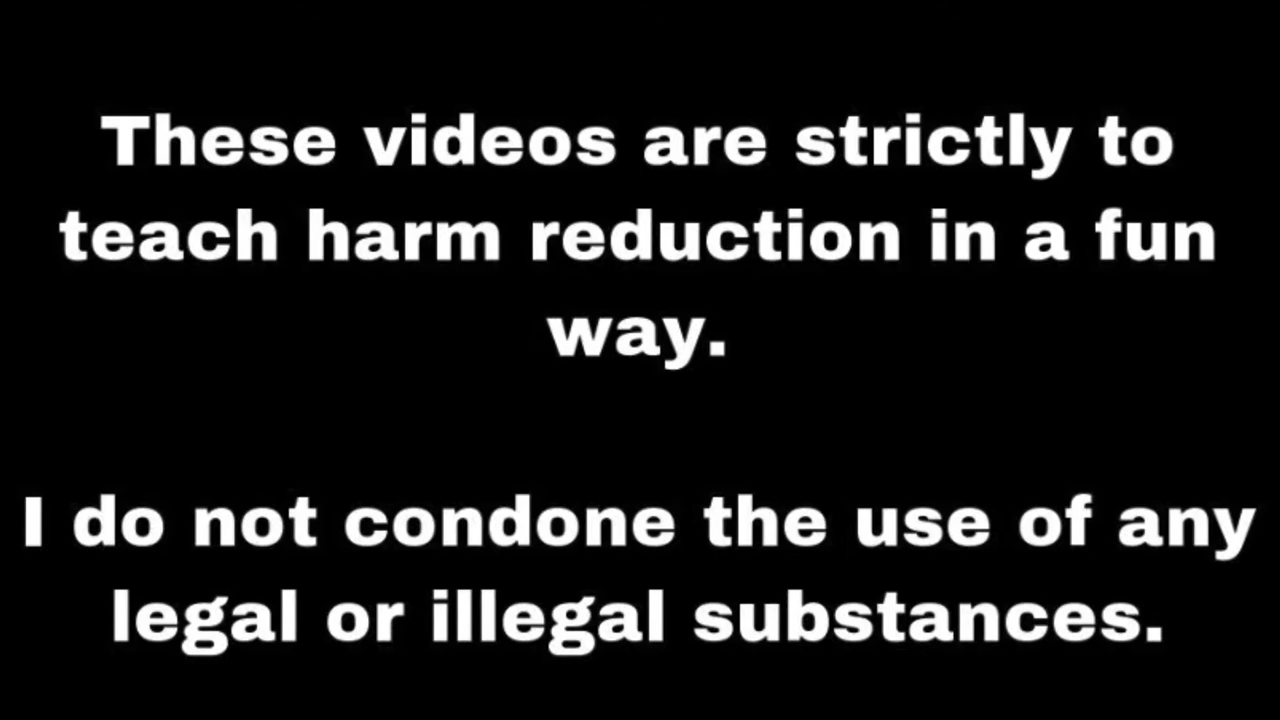 These videos are strictly to
teach harm reduction in a fun
way.
I do not condone the use of any
legal or illegal substances.